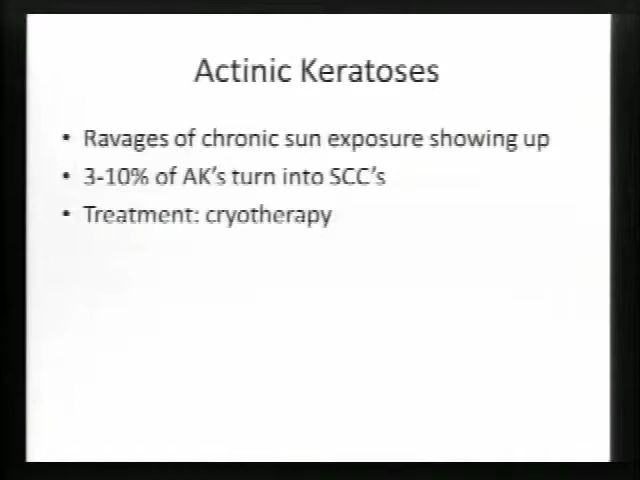 Actinic Keratoses
• Ravages of chronic sun exposure showing up
• 3-10% of AK's turn into SCC's
• Treatment: cryotherapy